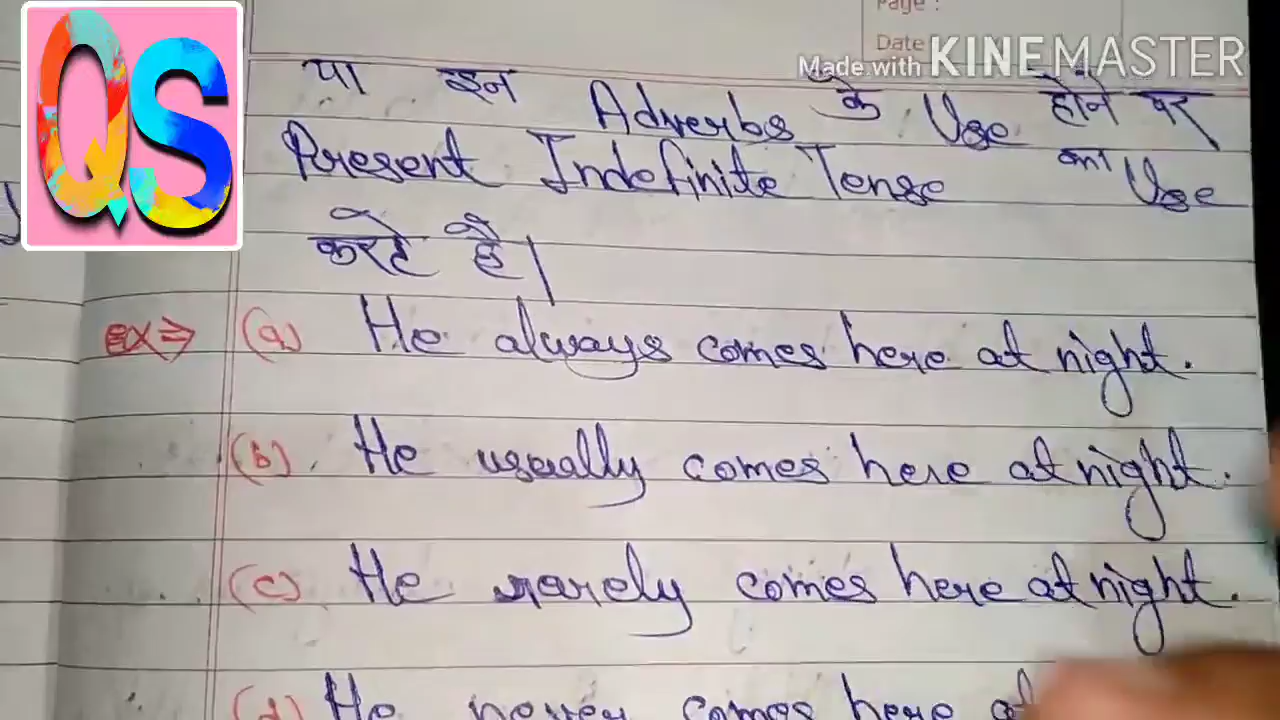 Page :
Date
Made with KINEMASTER
QS
या इन Adverbs के Use होने पर
Present Indefinite Tense का Use
करते है।
ex⇒ (a) He always comes here at night.
(b) He usually comes here at night.
(c) He rarely comes here at night.
(d) He never comes here at